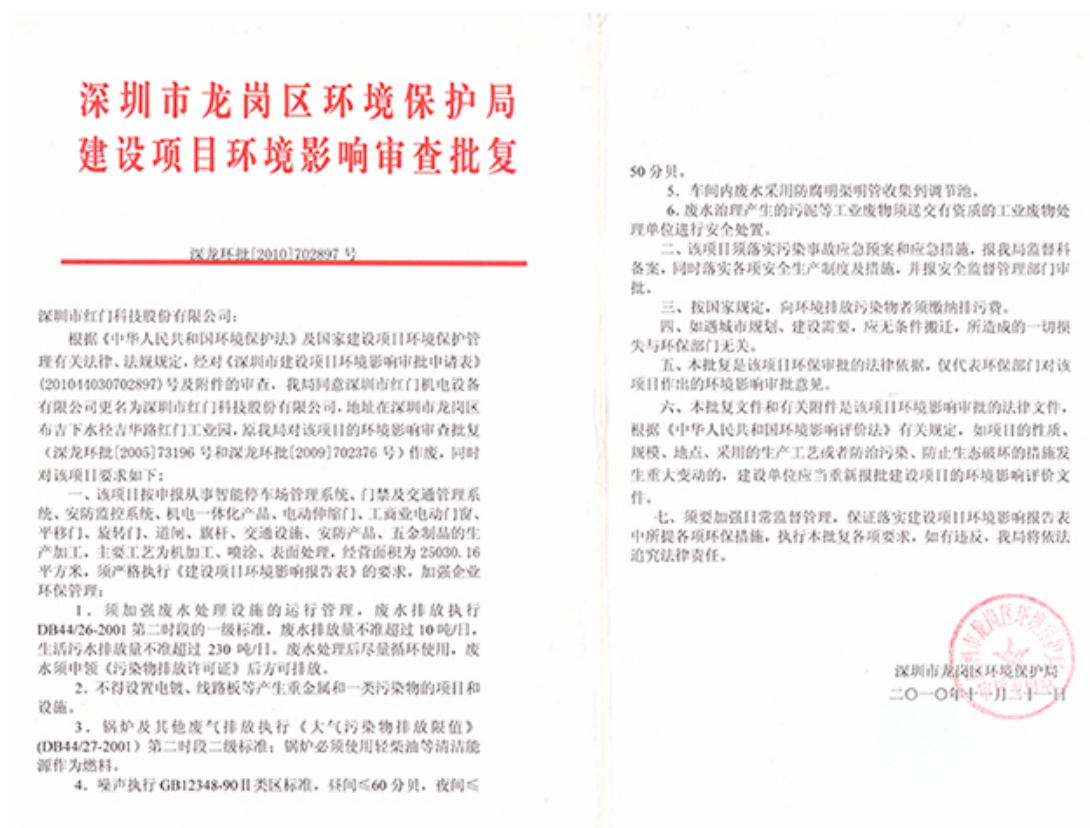 深圳市龙岗区环境保护局
建设项目环境影响审查批复
深龙环批[2010]702897 号
深圳市红门科技股份有限公司：
根据《中华人民共和国环境保护法》及国家建设项目环境保护管
理有关法律、法规规定，经对《深圳市建设项目环境影响审批申请表》
(201044030702897)号及附件的审查，我局同意深圳市红门机电设备
有限公司更名为深圳市红门科技股份有限公司，地址在深圳市龙岗区
布吉下水径吉华路红门工业园，原我局对该项目的环境影响审查批复
（深龙环批[2005]73196 号和深龙环批[2009]702376 号）作废，同时
对该项目要求如下：
一、该项目按申报从事智能停车场管理系统、门禁及交通管理系
统、安防监控系统、机电一体化产品、电动伸缩门、工商业电动门窗、
平移门、旋转门、道闸、旗杆、交通设施、安防产品、五金制品的生
产加工，主要工艺为机加工、喷涂、表面处理，经营面积为 25030.16
平方米，须严格执行《建设项目环境影响报告表》的要求，加强企业
环保管理：
1．须加强废水处理设施的运行管理，废水排放执行
DB44/26-2001 第二时段的一级标准，废水排放量不准超过 10 吨/日，
生活污水排放量不准超过 230 吨/日。废水处理后尽量循环使用，废
水须申领《污染物排放许可证》后方可排放。
2．不得设置电镀、线路板等产生重金属和一类污染物的项目和
设施。
3．锅炉及其他废气排放执行《大气污染物排放限值》
(DB44/27-2001）第二时段二级标准；锅炉必须使用轻柴油等清洁能
源作为燃料。
4．噪声执行 GB12348-90Ⅱ类区标准，昼间≤60 分贝，夜间≤
50 分贝。
5．车间内废水采用防腐明渠明管收集到调节池。
6．废水治理产生的污泥等工业废物须送交有资质的工业废物处
理单位进行安全处置。
二、该项目须落实污染事故应急预案和应急措施，报我局监督科
备案，同时落实各项安全生产制度及措施，并报安全监督管理部门审
批。
三、按国家规定，向环境排放污染物者须缴纳排污费。
四、如遇城市规划、建设需要，应无条件搬迁，所造成的一切损
失与环保部门无关。
五、本批复是该项目环保审批的法律依据，仅代表环保部门对该
项目作出的环境影响审批意见。
六、本批复文件和有关附件是该项目环境影响审批的法律文件，
根据《中华人民共和国环境影响评价法》有关规定，如项目的性质、
规模、地点、采用的生产工艺或者防治污染、防止生态破坏的措施发
生重大变动的，建设单位应当重新报批建设项目的环境影响评价文
件。
七、须要加强日常监督管理，保证落实建设项目环境影响报告表
中所提各项环保措施，执行本批复各项要求，如有违反，我局将依法
追究法律责任。
深圳市龙岗区环境保护局
二〇一〇年十一月二十一日